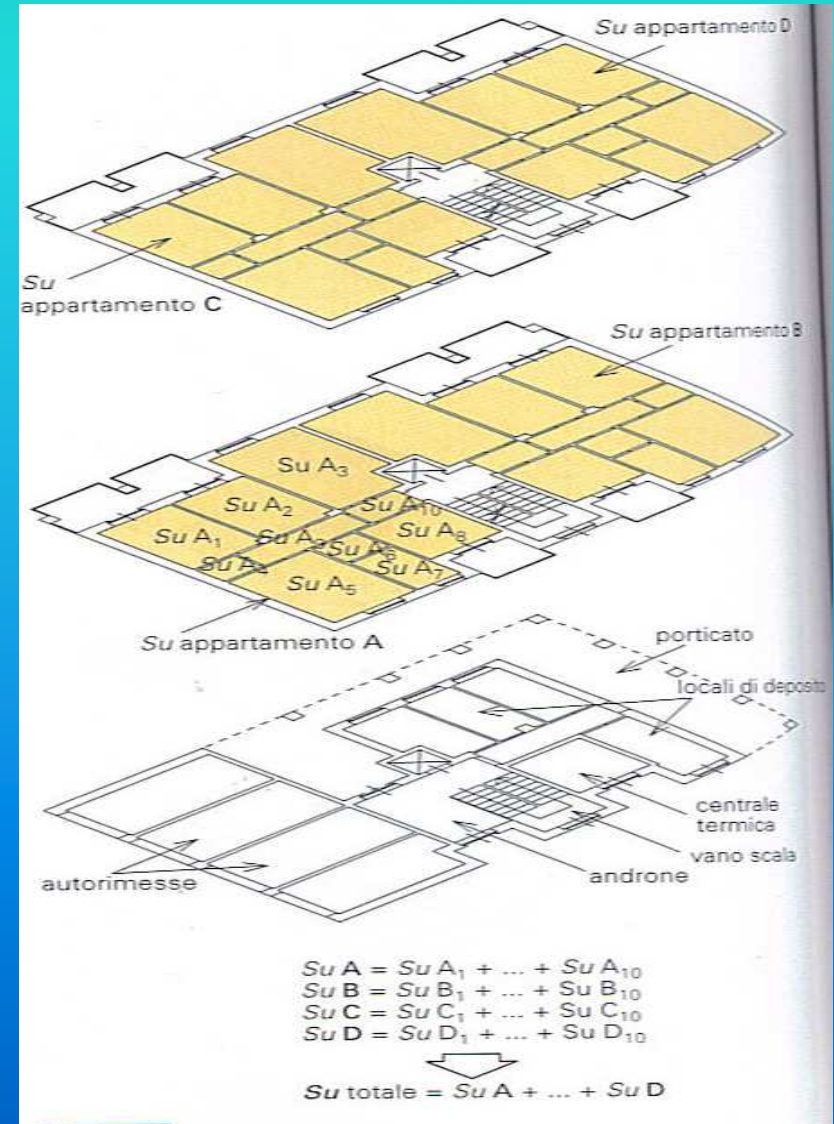 Su appartamento D
Su
appartamento C
Su appartamento B
Su A3
Su A2
Su A10
Su A1
Su A8
Su A6
Su A7
Su A5
Su appartamento A
porticato
locali di deposito
centrale
termica
vano scala
androne
autorimesse
Su A = Su A1 + ... + Su A10
Su B = Su B1 + ... + Su B10
Su C = Su C1 + ... + Su C10
Su D = Su D1 + ... + Su D10
Su totale = Su A + ... + Su D